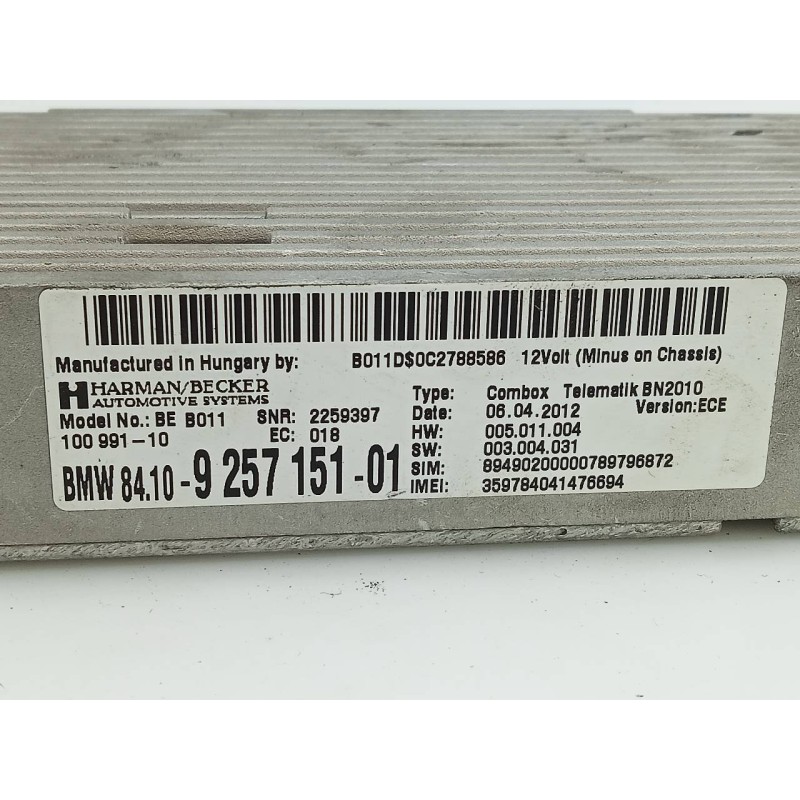 Manufactured in Hungary by: B011D$0C2788586 12Volt (Minus on Chassis)
HARMAN/BECKER
AUTOMOTIVE SYSTEMS
Model No.: BE B011 SNR: 2259397
100 991-10 EC: 018
BMW 84.10-9 257 151-01
Type: Combox Telematik BN2010
Date: 06.04.2012 Version:ECE
HW: 005.011.004
SW: 003.004.031
SIM: 89490200000789796872
IMEI: 359784041476694